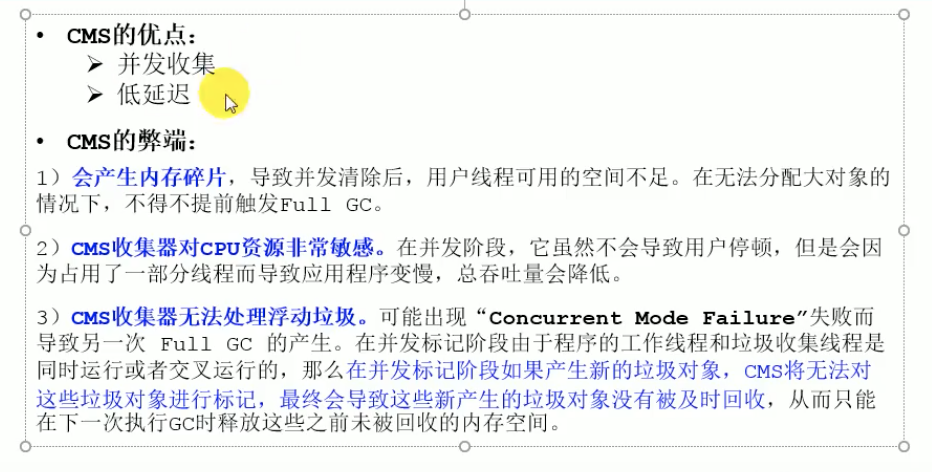 • CMS的优点：
➢ 并发收集
➢ 低延迟
• CMS的弊端：
1）会产生内存碎片，导致并发清除后，用户线程可用的空间不足。在无法分配大对象的
情况下，不得不提前触发Full GC。
2）CMS收集器对CPU资源非常敏感。在并发阶段，它虽然不会导致用户停顿，但是会因
为占用了一部分线程而导致应用程序变慢，总吞吐量会降低。
3）CMS收集器无法处理浮动垃圾。可能出现“Concurrent Mode Failure"失败而
导致另一次 Full GC 的产生。在并发标记阶段由于程序的工作线程和垃圾收集线程是
同时运行或者交叉运行的，那么在并发标记阶段如果产生新的垃圾对象，CMS将无法对
这些垃圾对象进行标记，最终会导致这些新产生的垃圾对象没有被及时回收，从而只能
在下一次执行GC时释放这些之前未被回收的内存空间。